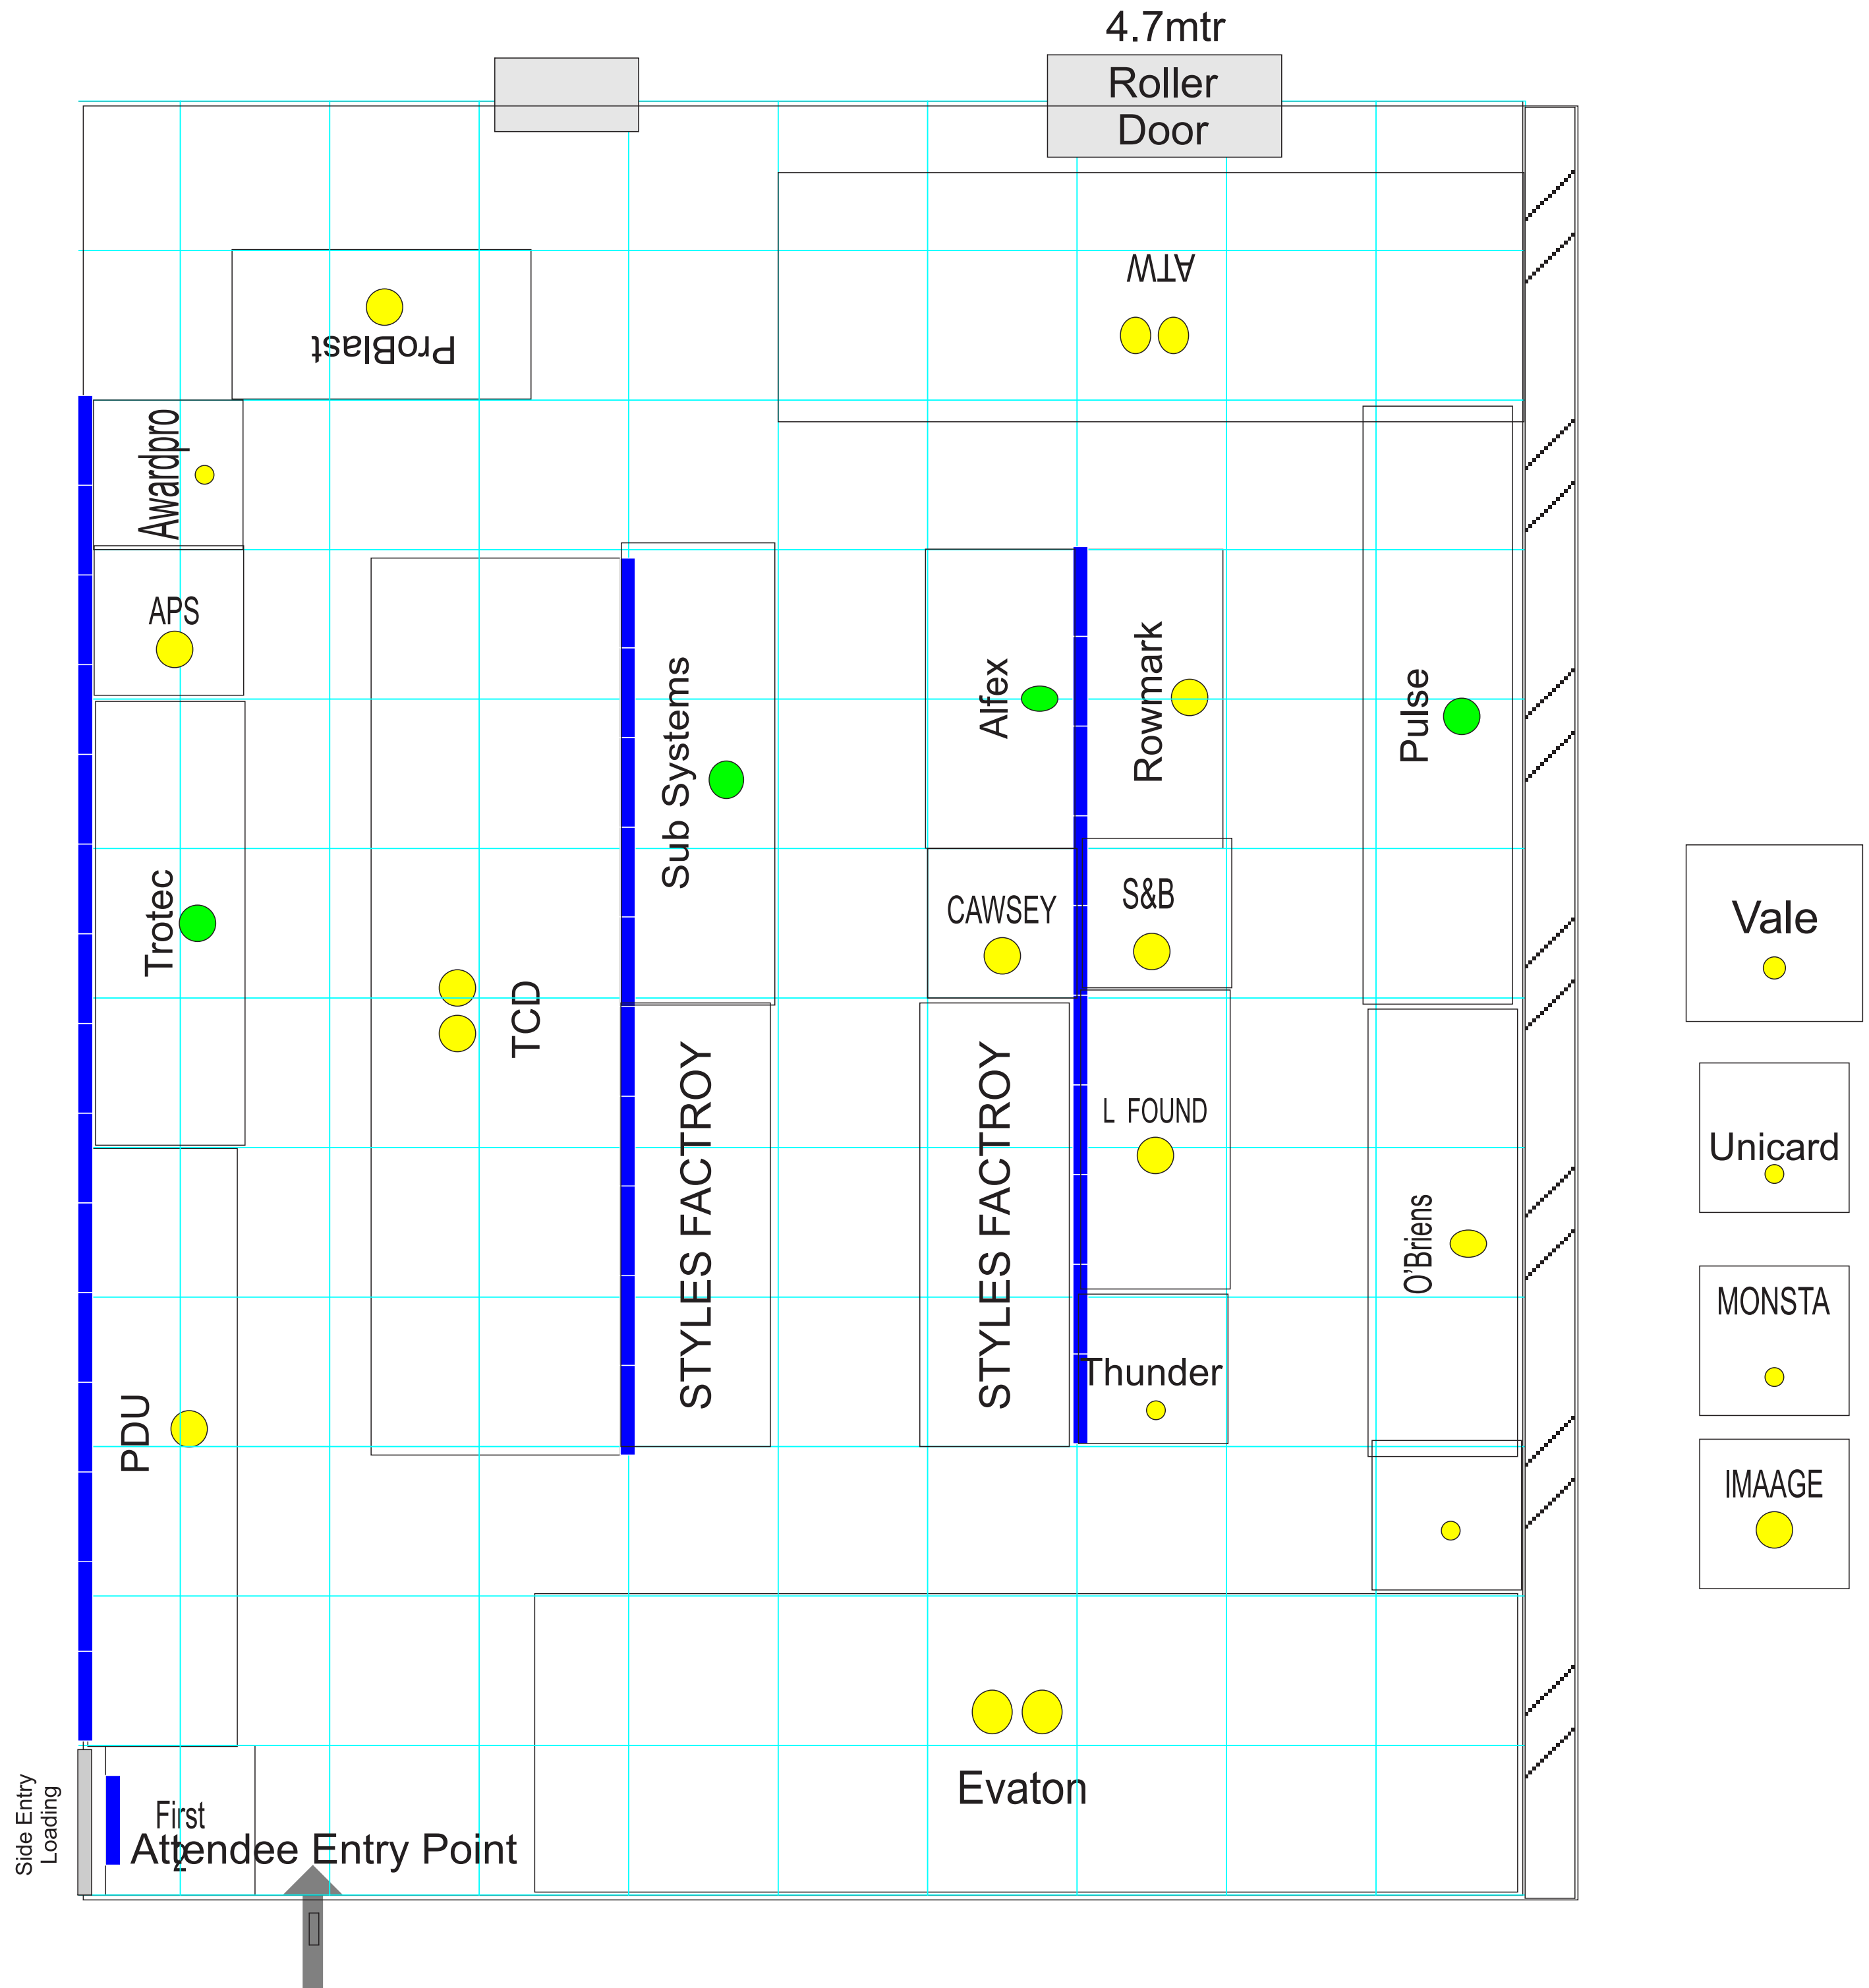 4.7mtr
Roller
Door
ATW
ProBlast
Awardpro
APS
Trotec
TCD
Sub Systems
Alfex
Rowmark
Pulse
CAWSEY
S&B
Vale
STYLES FACTROY
STYLES FACTROY
L FOUND
Unicard
O'Briens
MONSTA
Thunder
PDU
IMAAGE
Evaton
Side Entry
Loading
First
2
Attendee Entry Point